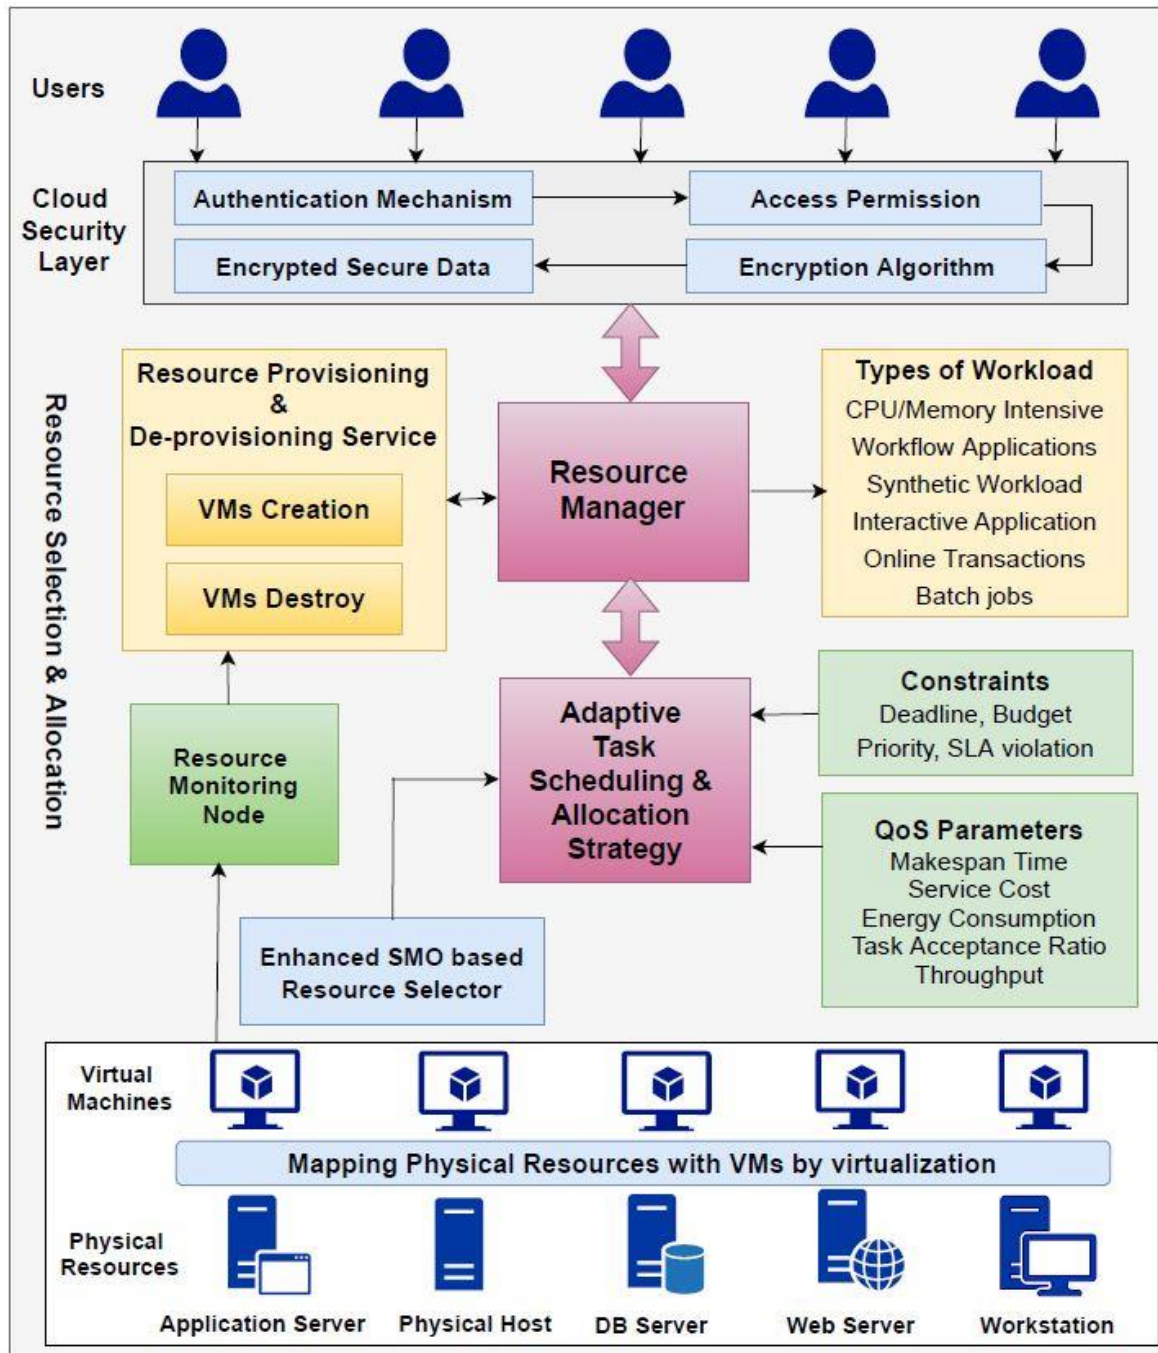 Users
Cloud
Security
Layer
Authentication Mechanism
Access Permission
Encrypted Secure Data
Encryption Algorithm
Resource Selection & Allocation
Resource Provisioning
&
De-provisioning Service
VMs Creation
VMs Destroy
Resource
Manager
Types of Workload
CPU/Memory Intensive
Workflow Applications
Synthetic Workload
Interactive Application
Online Transactions
Batch jobs
Resource
Monitoring
Node
Adaptive
Task
Scheduling &
Allocation
Strategy
Constraints
Deadline, Budget
Priority, SLA violation
QoS Parameters
Makespan Time
Service Cost
Energy Consumption
Task Acceptance Ratio
Throughput
Enhanced SMO based
Resource Selector
Virtual
Machines
Mapping Physical Resources with VMs by virtualization
Physical
Resources
Application Server
Physical Host
DB Server
Web Server
Workstation